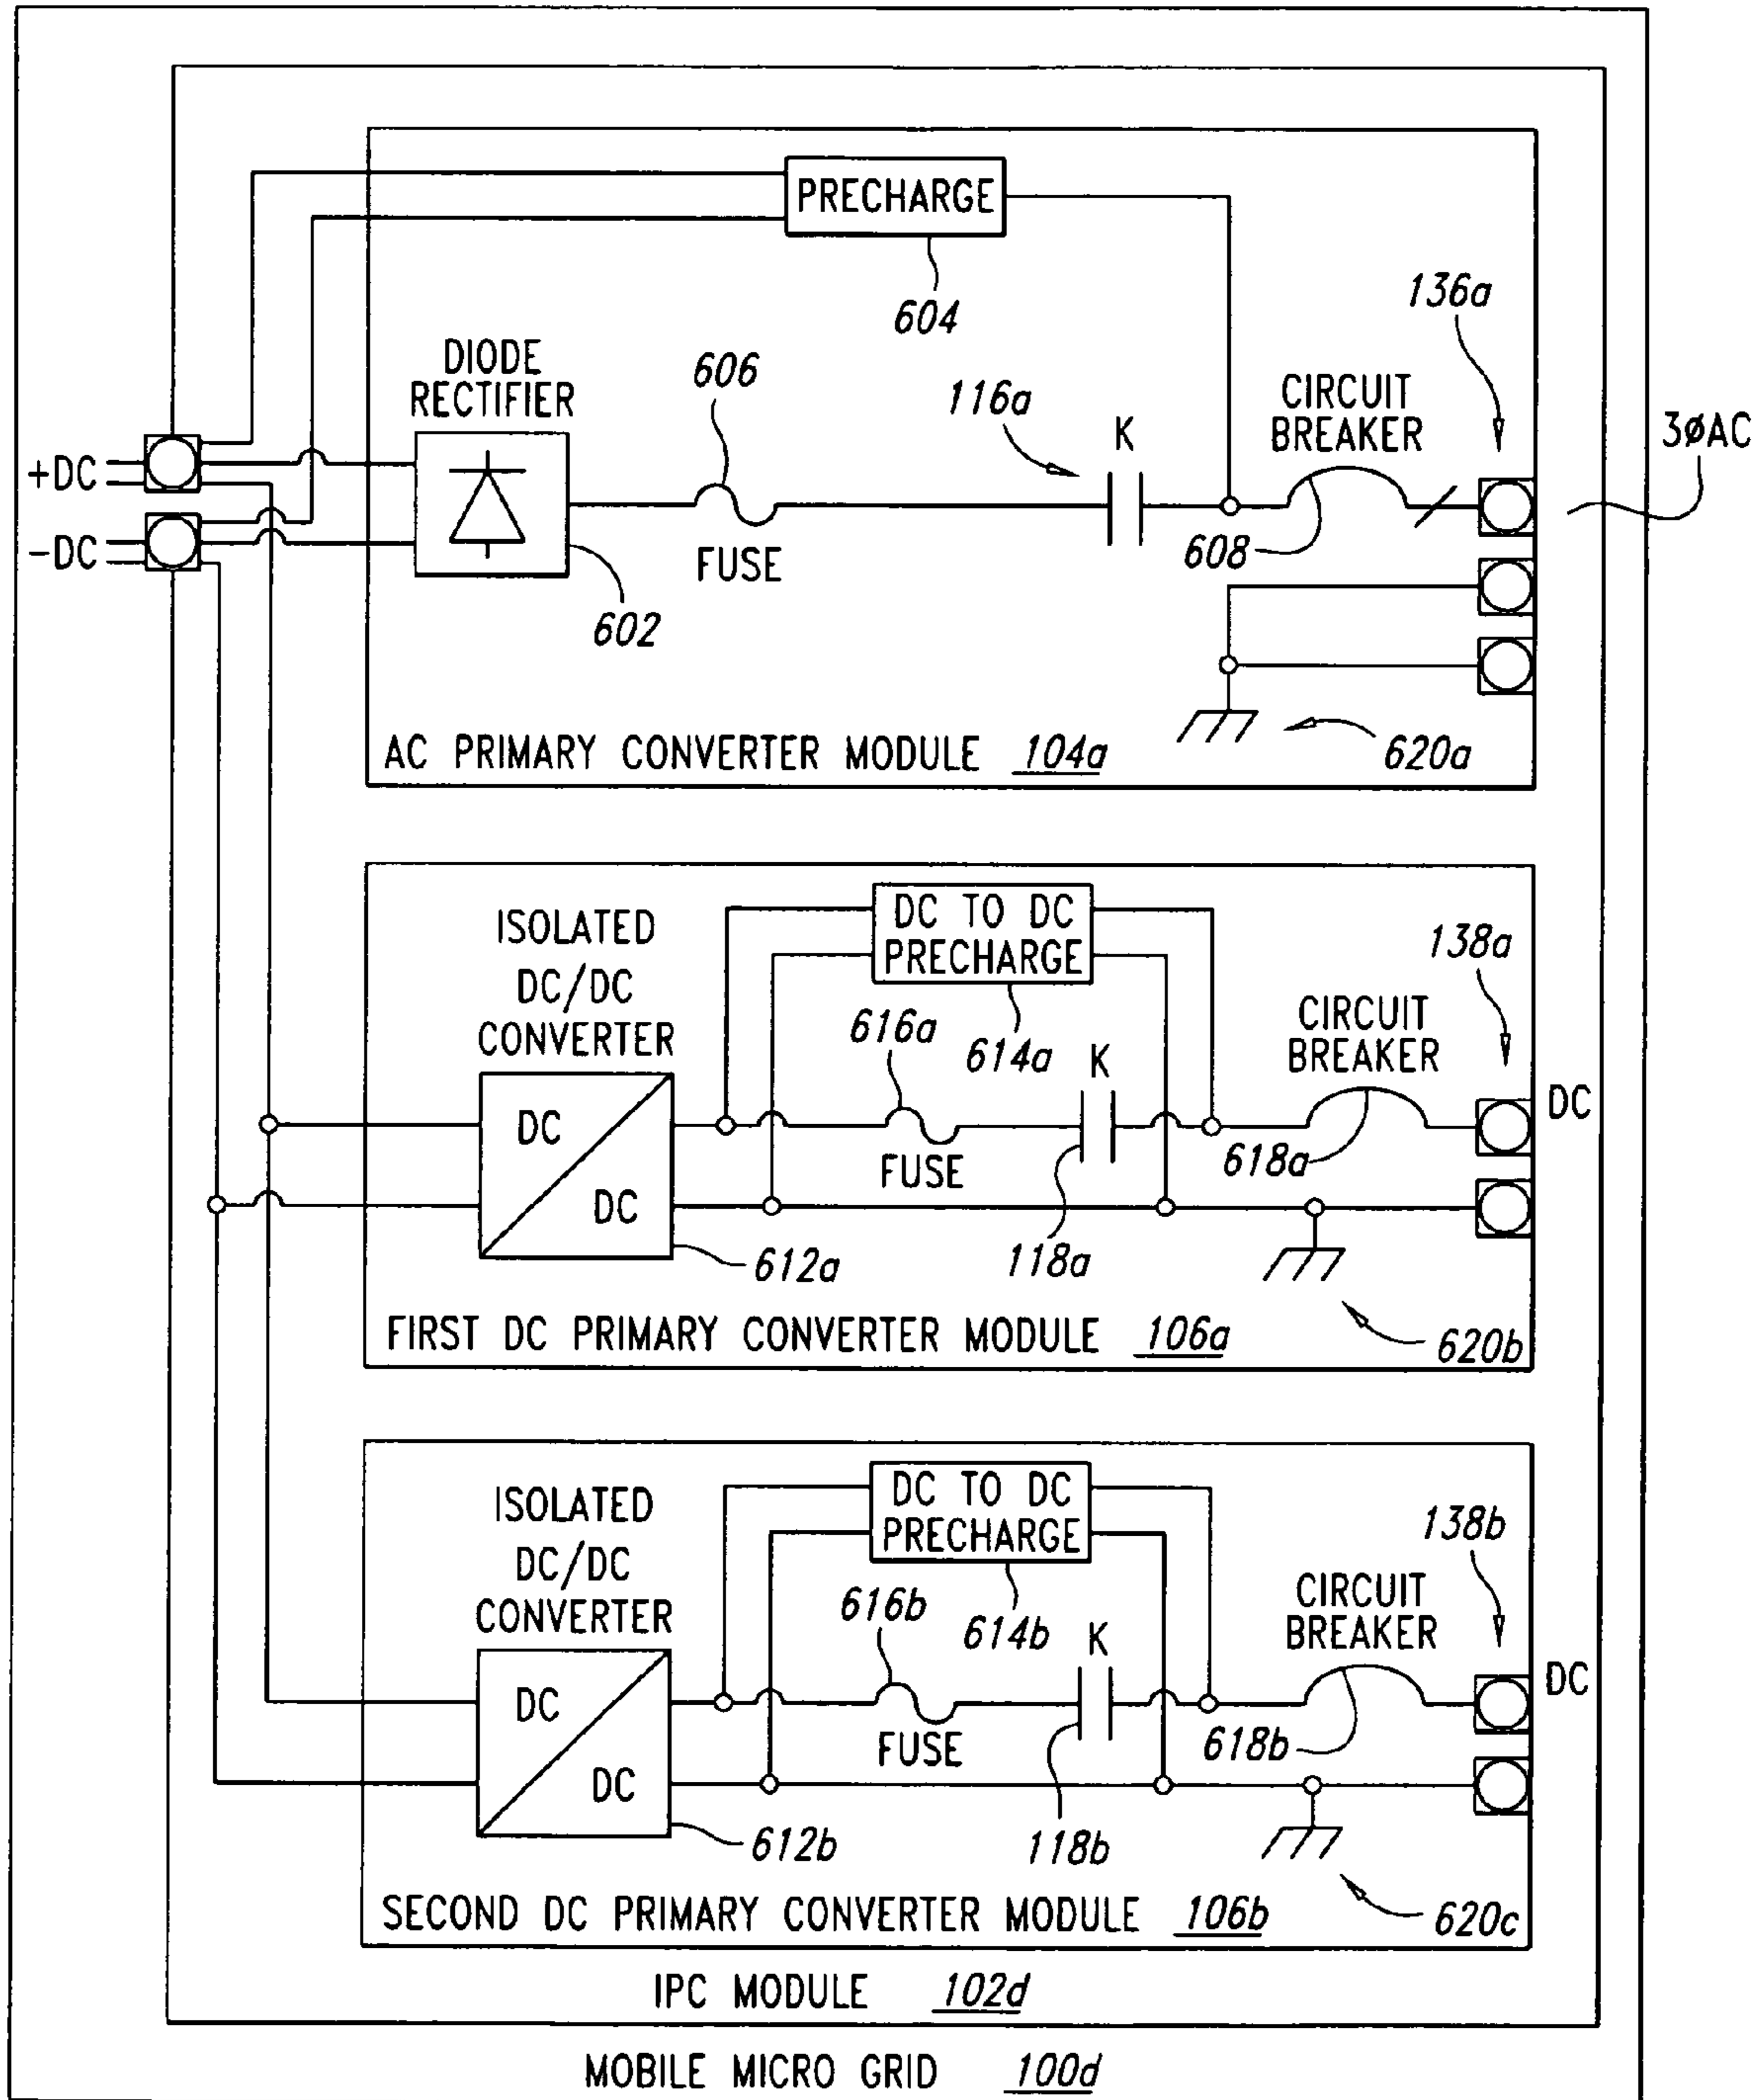 PRECHARGE
604
136a
DIODE
RECTIFIER
606
116a
K
CIRCUIT
BREAKER
3øAC
+DC
-DC
FUSE
608
602
620a
AC PRIMARY CONVERTER MODULE 104a
ISOLATED
DC/DC
CONVERTER
DC TO DC
PRECHARGE
138a
616a
614a
K
CIRCUIT
BREAKER
DC
DC
DC
FUSE
618a
612a
118a
620b
FIRST DC PRIMARY CONVERTER MODULE 106a
ISOLATED
DC/DC
CONVERTER
DC TO DC
PRECHARGE
138b
616b
614b
K
CIRCUIT
BREAKER
DC
DC
DC
FUSE
618b
612b
118b
620c
SECOND DC PRIMARY CONVERTER MODULE 106b
IPC MODULE 102d
MOBILE MICRO GRID 100d